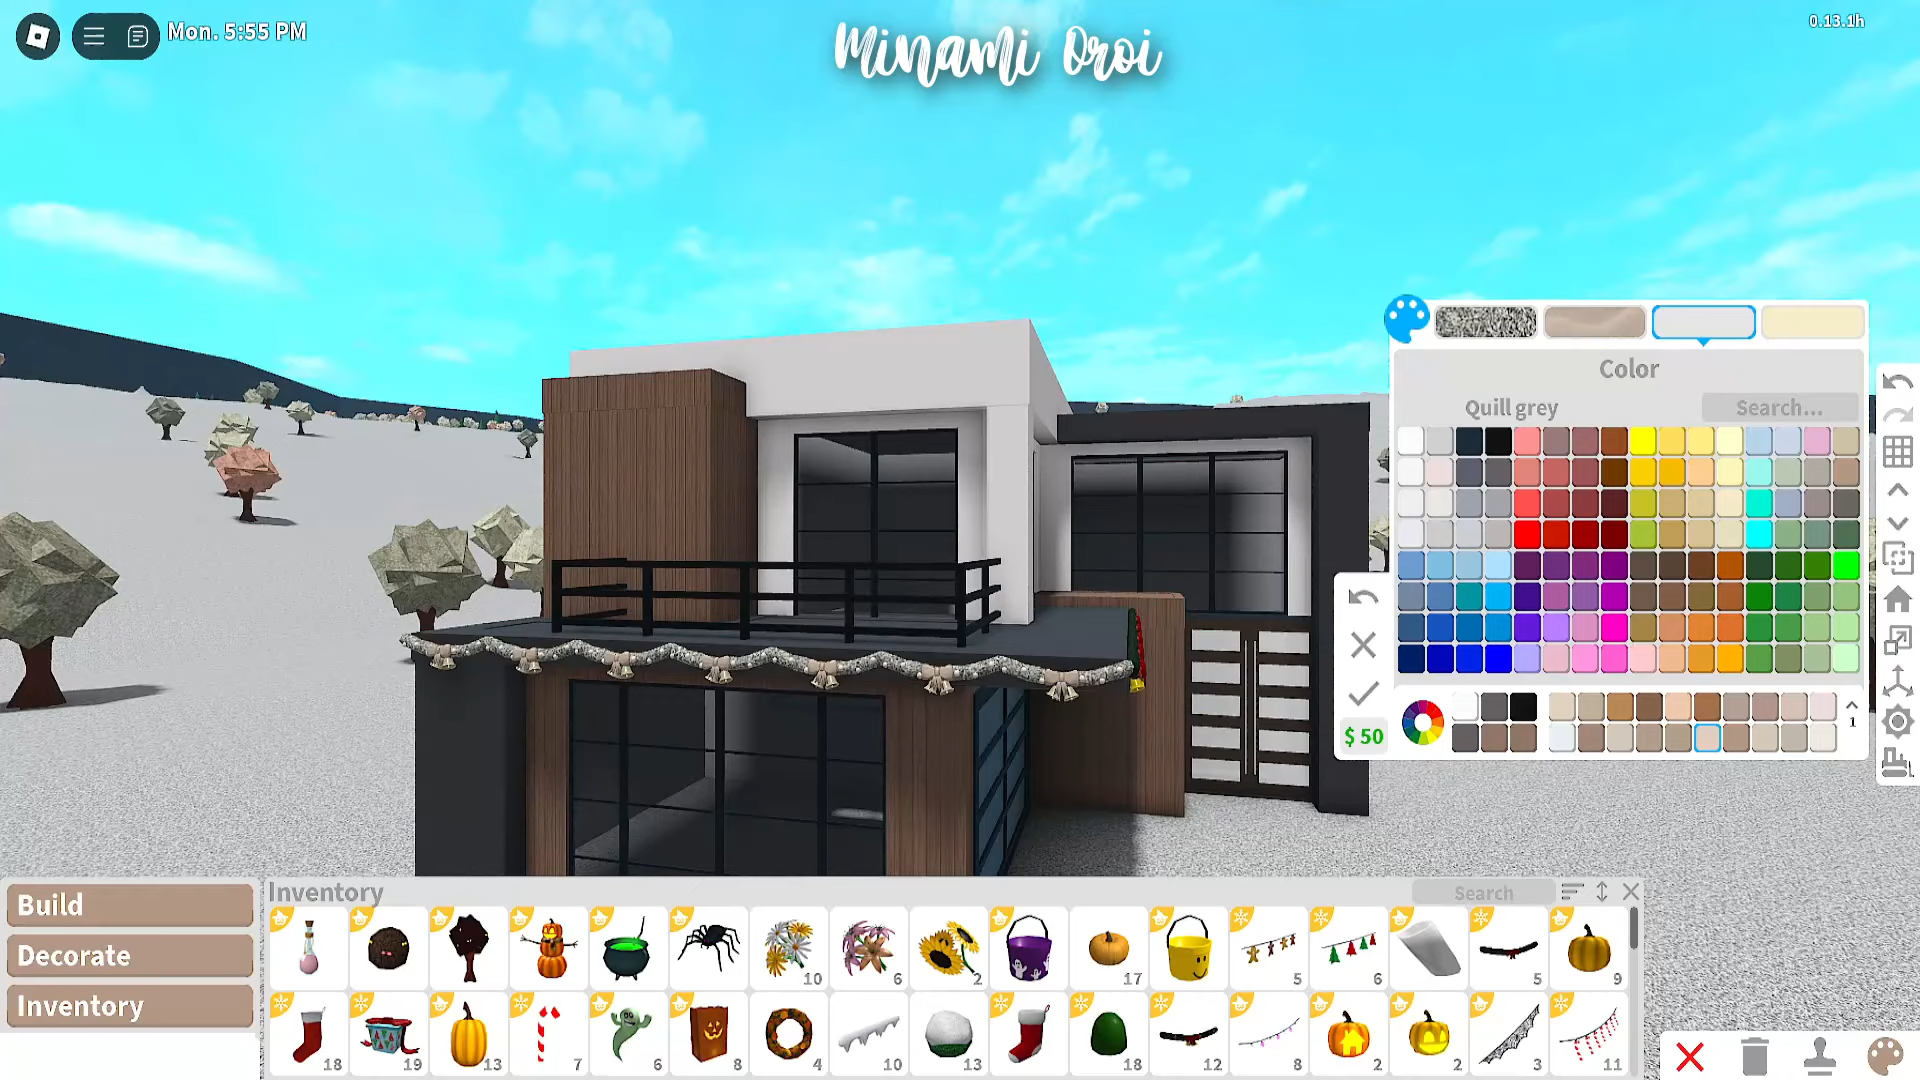 Mon. 5:55 PM
Minami Oroi
0.13.1h
Color
Quill grey
Search...
$ 50
1
Build
Decorate
Inventory
Inventory
Search
10
6
2
17
5
6
5
9
18
19
13
7
6
8
4
10
13
18
12
8
2
2
3
11